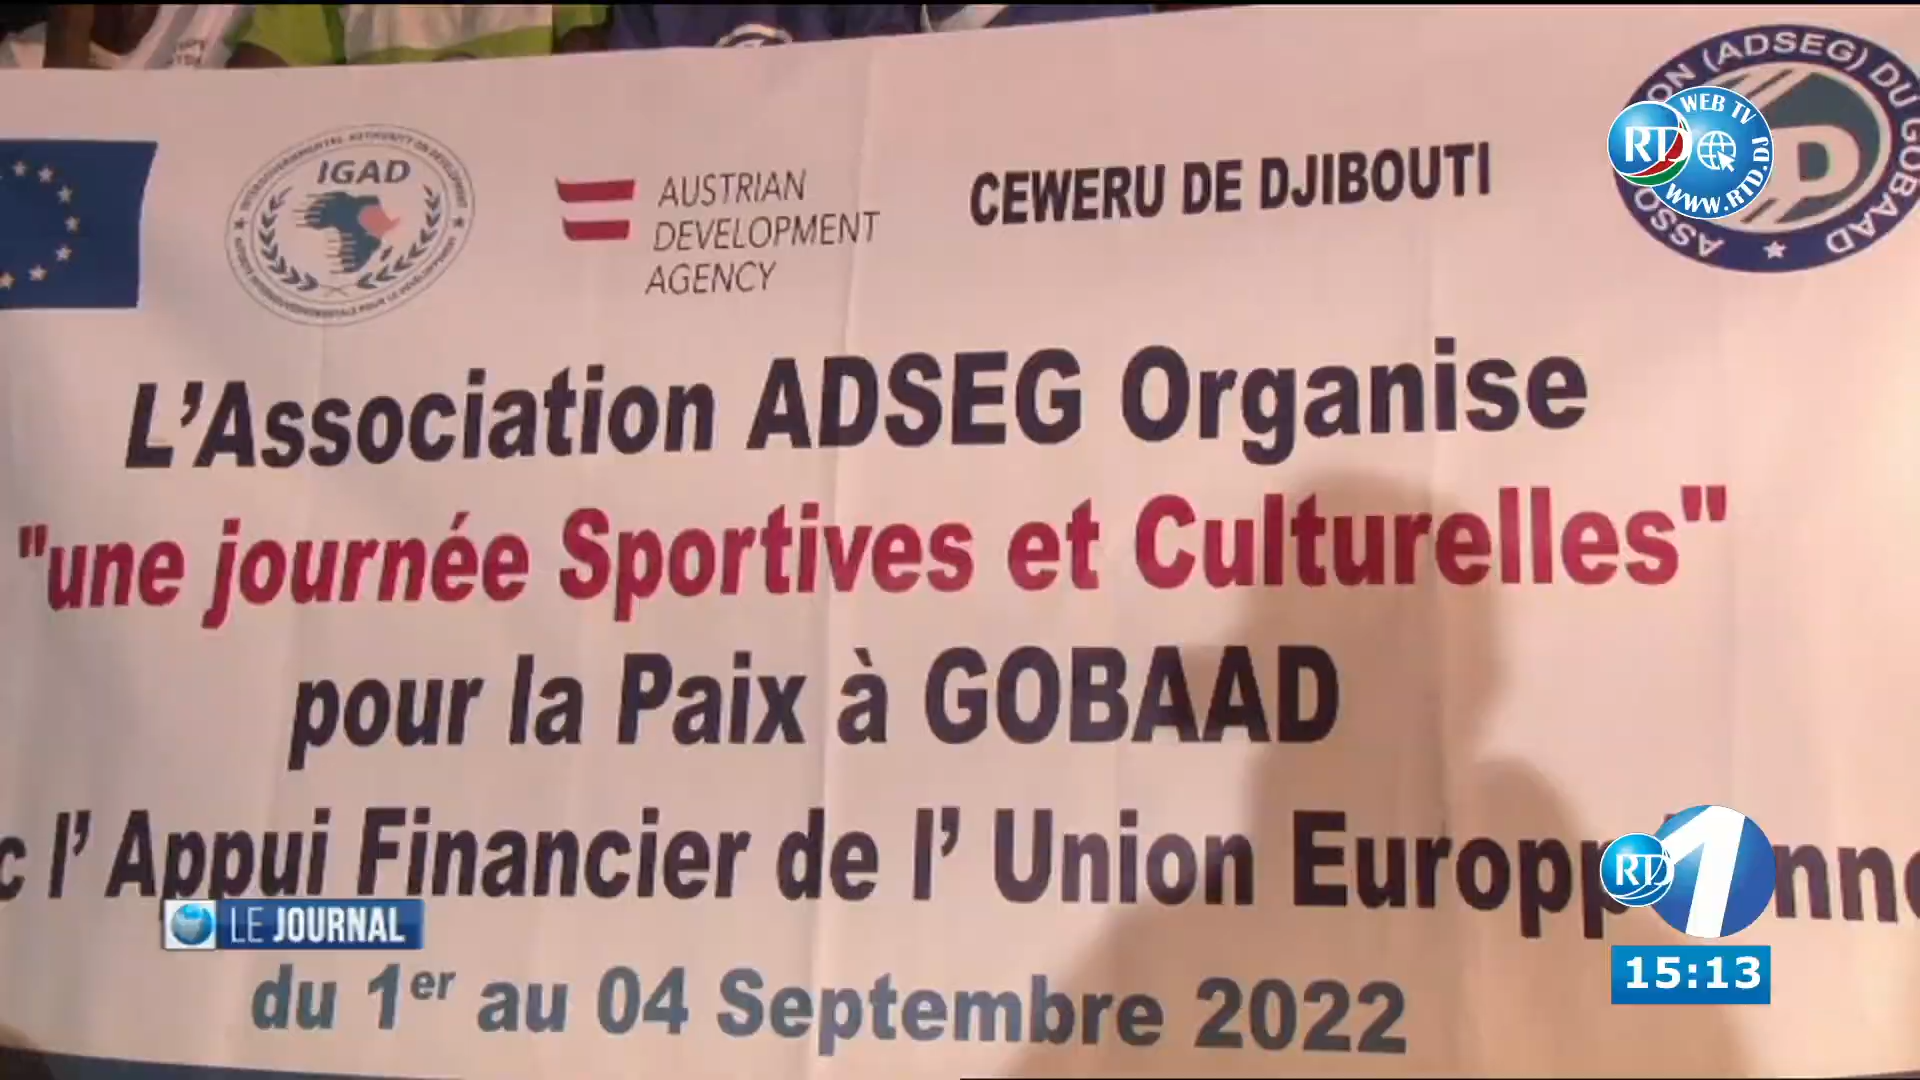 IGAD
AUSTRIAN
DEVELOPMENT
AGENCY
CEWERU DE DJIBOUTI
(ADSEG) DU GOBAAD
WEB TV
RTD
WWW.RTD.DJ
L'Association ADSEG Organise
"une journée Sportives et Culturelles"
pour la Paix à GOBAAD
l' Appui Financier de l' Union
du 1er au 04 Septembre 2022
LE JOURNAL
RTD 1
15:13